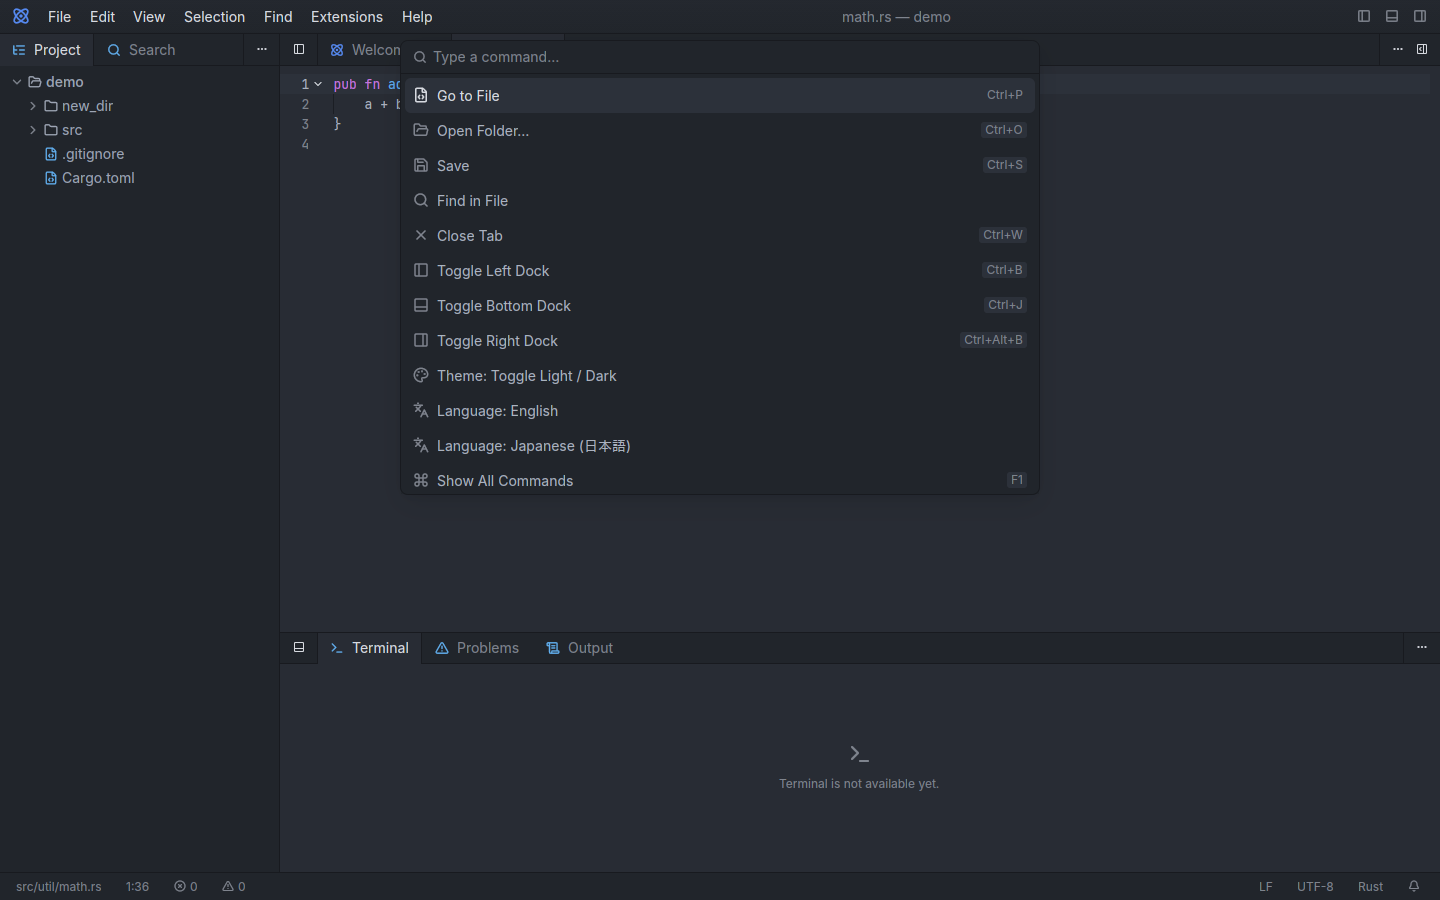 File Edit View Selection Find Extensions Help
math.rs — demo
Project
Search
Welcom
demo
new_dir
src
.gitignore
Cargo.toml
1 pub fn ad
2 a + b
3 }
4
Type a command...
Go to File Ctrl+P
Open Folder... Ctrl+O
Save Ctrl+S
Find in File
Close Tab Ctrl+W
Toggle Left Dock Ctrl+B
Toggle Bottom Dock Ctrl+J
Toggle Right Dock Ctrl+Alt+B
Theme: Toggle Light / Dark
Language: English
Language: Japanese (日本語)
Show All Commands F1
Terminal
Problems
Output
Terminal is not available yet.
src/util/math.rs 1:36 0 0
LF UTF-8 Rust